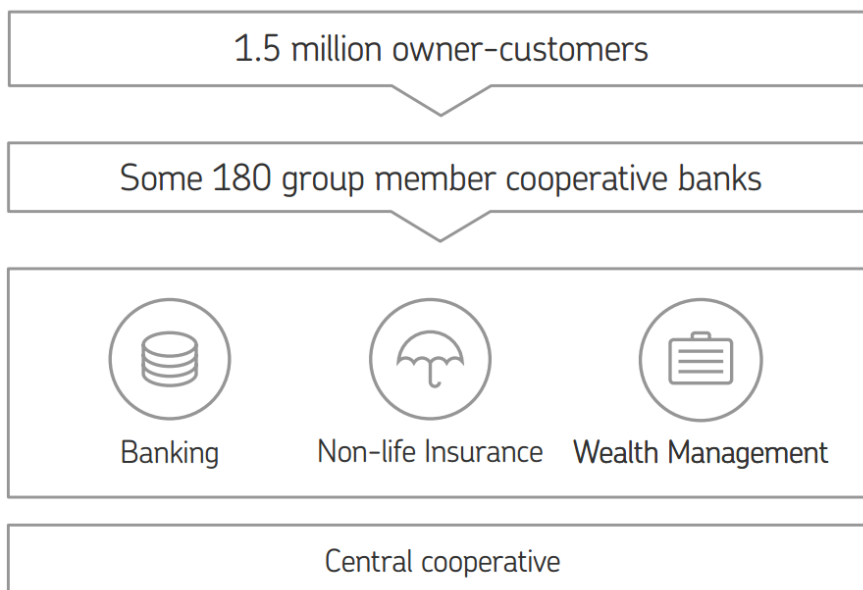 1.5 million owner-customers
Some 180 group member cooperative banks
Banking
Non-life Insurance
Wealth Management
Central cooperative